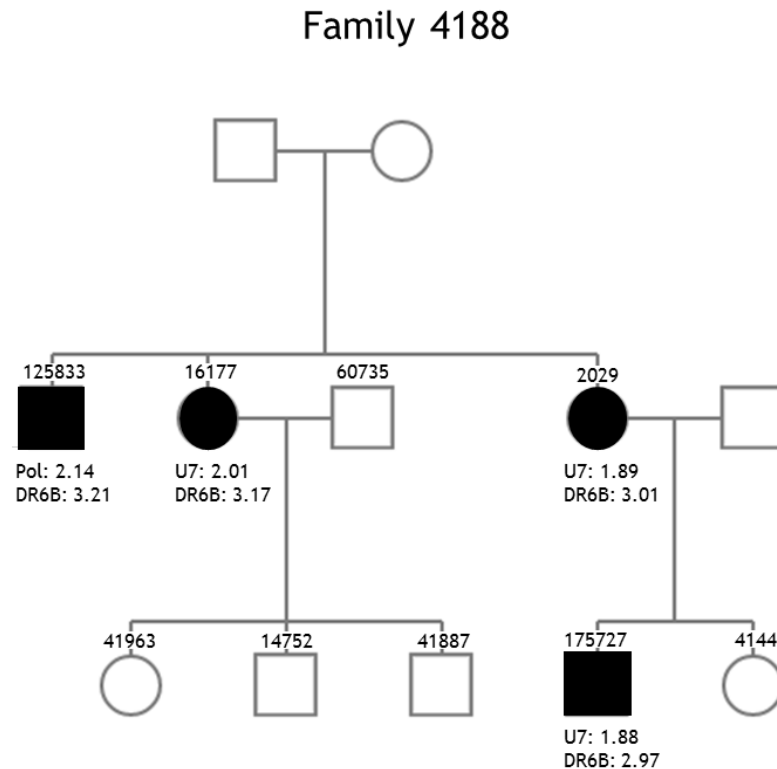 Family 4188
125833
16177
60735
2029
Pol: 2.14
DR6B: 3.21
U7: 2.01
DR6B: 3.17
U7: 1.89
DR6B: 3.01
41963
14752
41887
175727
4144
U7: 1.88
DR6B: 2.97